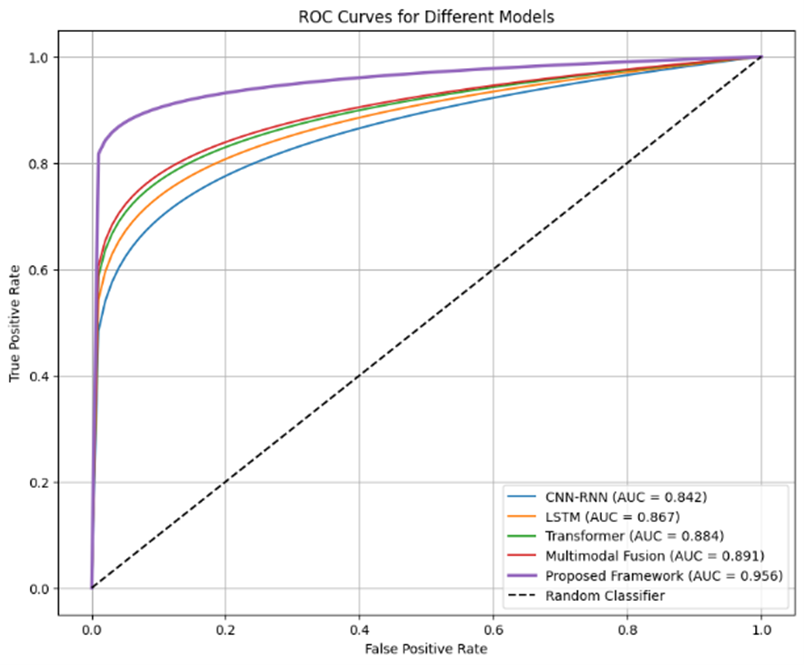 ROC Curves for Different Models
True Positive Rate
1.0
0.8
0.6
0.4
0.2
0.0
CNN-RNN (AUC = 0.842)
LSTM (AUC = 0.867)
Transformer (AUC = 0.884)
Multimodal Fusion (AUC = 0.891)
Proposed Framework (AUC = 0.956)
Random Classifier
0.0 0.2 0.4 0.6 0.8 1.0
False Positive Rate